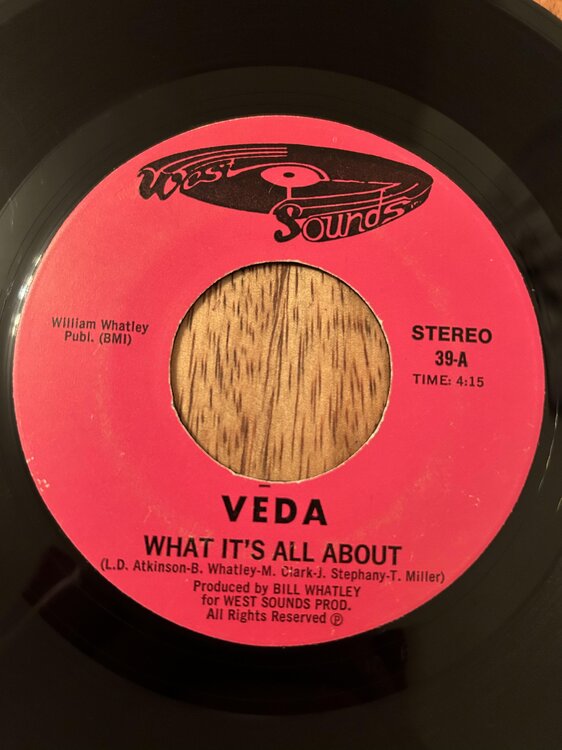 West
Sounds
William Whatley
Publ. (BMI)
STEREO
39-A
TIME: 4:15
VĒDA
WHAT IT'S ALL ABOUT
(L.D. Atkinson-B. Whatley-M. Clark-J. Stephany-T. Miller)
Produced by BILL WHATLEY
for WEST SOUNDS PROD.
All Rights Reserved ℗